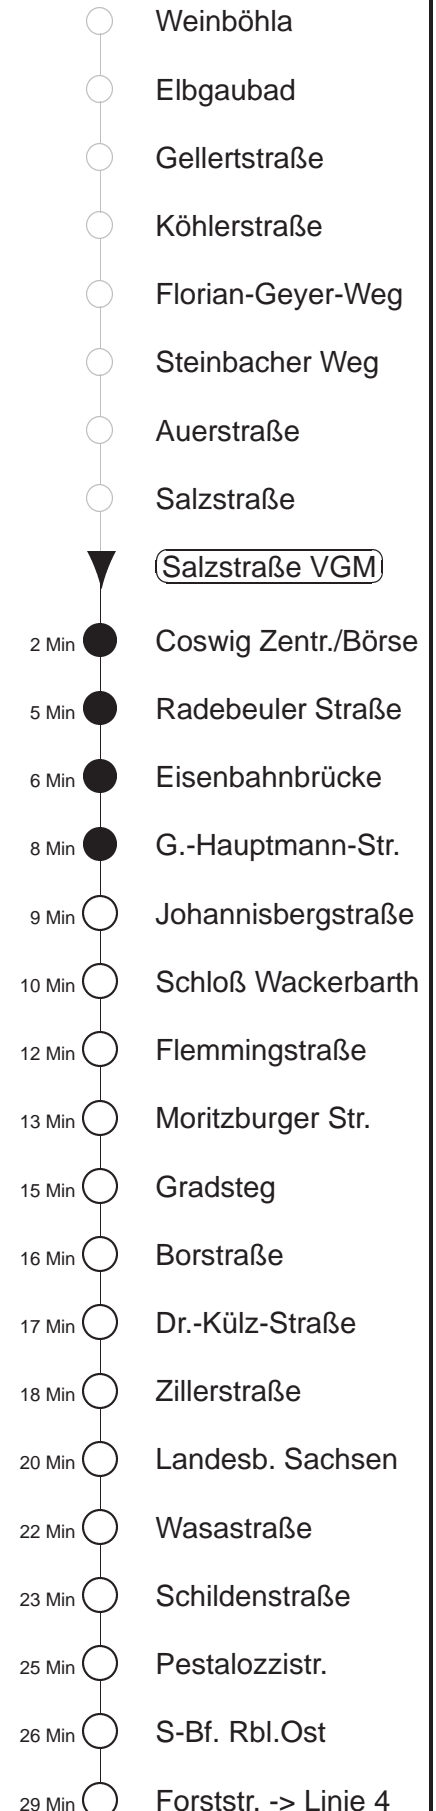 Weinböhla
Elbgaubad
Gellertstraße
Köhlerstraße
Florian-Geyer-Weg
Steinbacher Weg
Auerstraße
Salzstraße
Salzstraße VGM
2 Min Coswig Zentr./Börse
5 Min Radebeuler Straße
6 Min Eisenbahnbrücke
8 Min G.-Hauptmann-Str.
9 Min Johannisbergstraße
10 Min Schloß Wackerbarth
12 Min Flemmingstraße
13 Min Moritzburger Str.
15 Min Gradsteg
16 Min Borstraße
17 Min Dr.-Külz-Straße
18 Min Zillerstraße
20 Min Landesb. Sachsen
22 Min Wasastraße
23 Min Schildenstraße
25 Min Pestalozzistr.
26 Min S-Bf. Rbl.Ost
29 Min Forststr. -> Linie 4